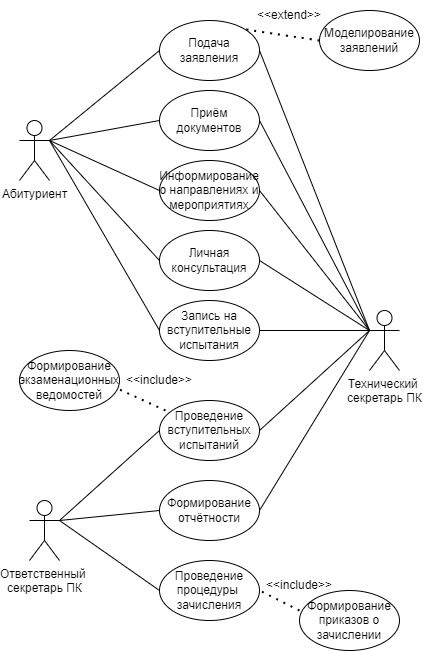 <<extend>>
Моделирование
заявлений
Подача
заявления
Приём
документов
Абитуриент
Информирование
о направлениях и
мероприятиях
Личная
консультация
Запись на
вступительные
испытания
Технический
секретарь ПК
Формирование
экзаменационных
ведомостей
<<include>>
Проведение
вступительных
испытаний
Формирование
отчётности
Ответственный
секретарь ПК
Проведение
процедуры
зачисления
<<include>>
Формирование
приказов о
зачислении